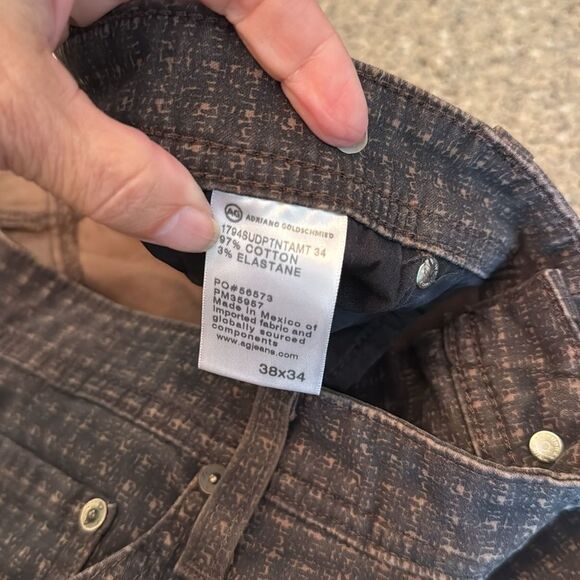 AG ADRIANO GOLDSCHMIED
1794SUDPTNTAMT 34
97% COTTON
3% ELASTANE
PO#56573
PM35957
Made in Mexico of
imported fabric and
globally sourced
components
www.agjeans.com
38x34